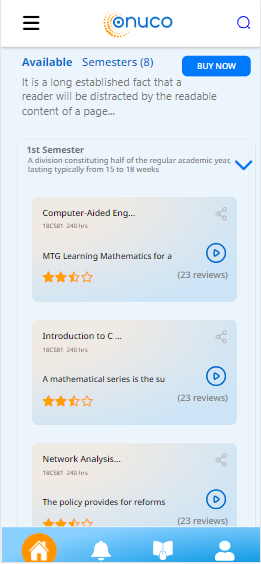 onuco
Available Semesters (8)
BUY NOW
It is a long established fact that a
reader will be distracted by the readable
content of a page...
1st Semester
A division constituting half of the regular academic year,
lasting typically from 15 to 18 weeks
Computer-Aided Eng...
18CS81 240 hrs
MTG Learning Mathematics for a
(23 reviews)
Introduction to C ...
18CS81 240 hrs
A mathematical series is the su
(23 reviews)
Network Analysis...
18CS81 240 hrs
The policy provides for reforms
(23 reviews)